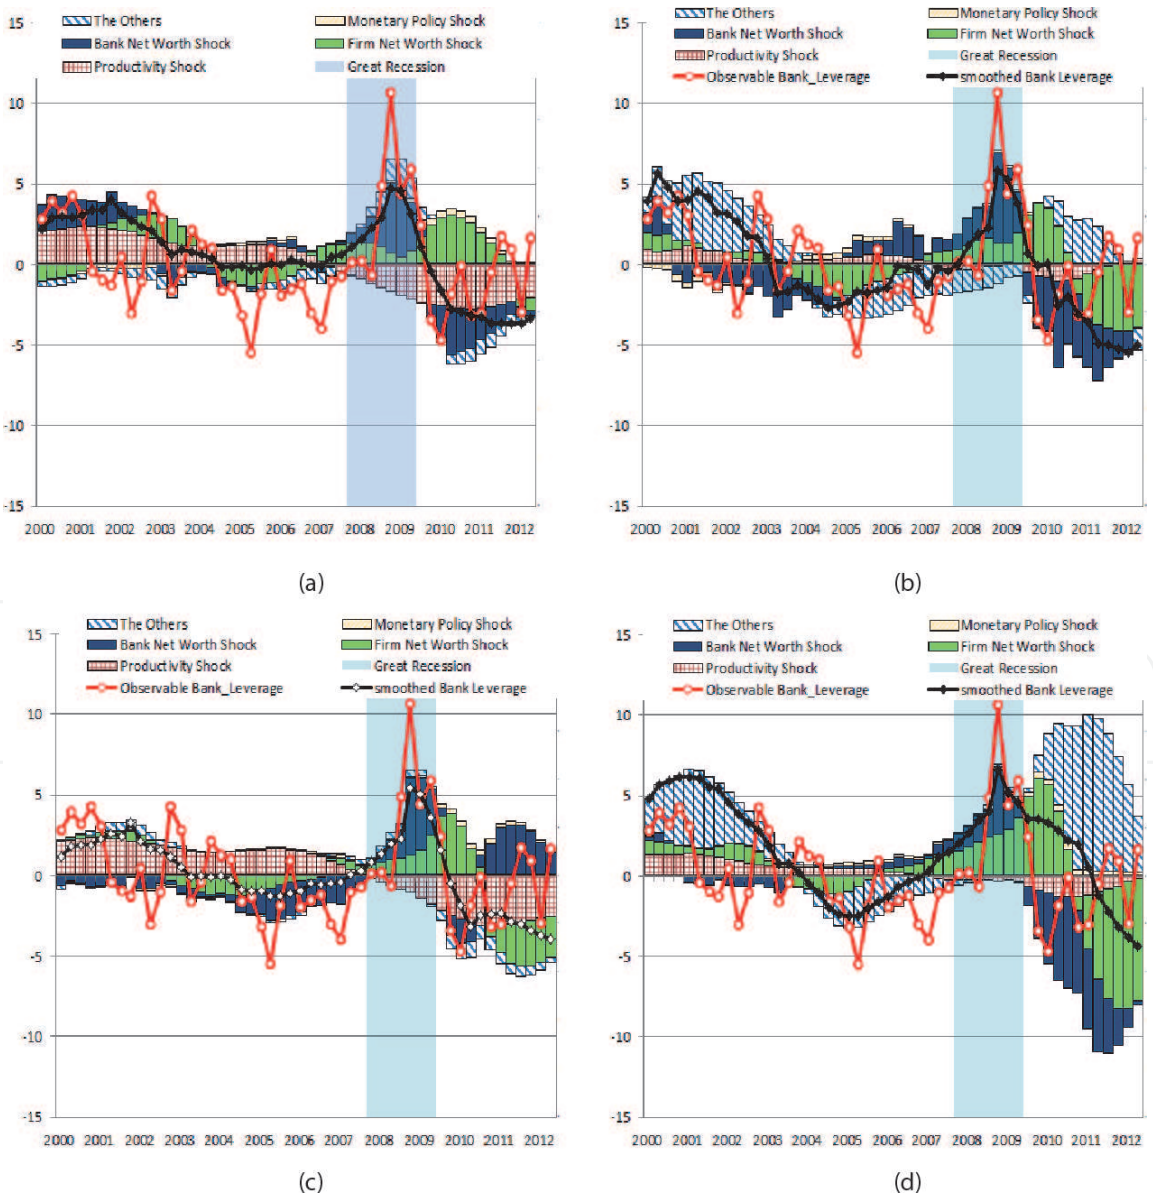 The Others Monetary Policy Shock
Bank Net Worth Shock Firm Net Worth Shock
Productivity Shock Great Recession
15
10
5
0
-5
-10
-15
2000 2001 2002 2003 2004 2005 2006 2007 2008 2009 2010 2011 2012
(a)
The Others Monetary Policy Shock
Bank Net Worth Shock Firm Net Worth Shock
Productivity Shock Great Recession
Observable Bank_Leverage smoothed Bank Leverage
15
10
5
0
-5
-10
-15
2000 2001 2002 2003 2004 2005 2006 2007 2008 2009 2010 2011 2012
(b)
The Others Monetary Policy Shock
Bank Net Worth Shock Firm Net Worth Shock
Productivity Shock Great Recession
Observable Bank_Leverage smoothed Bank Leverage
15
10
5
0
-5
-10
-15
2000 2001 2002 2003 2004 2005 2006 2007 2008 2009 2010 2011 2012
(c)
The Others Monetary Policy Shock
Bank Net Worth Shock Firm Net Worth Shock
Productivity Shock Great Recession
Observable Bank_Leverage smoothed Bank Leverage
15
10
5
0
-5
-10
-15
2000 2001 2002 2003 2004 2005 2006 2007 2008 2009 2010 2011 2012
(d)